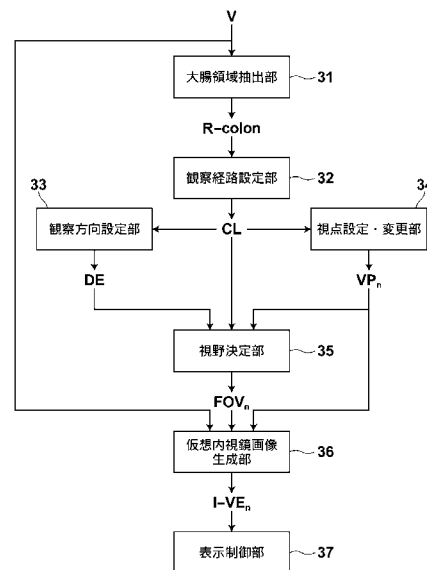 V
大腸領域抽出部
31
R-colon
観察経路設定部
32
33
34
観察方向設定部
CL
視点設定・変更部
DE
VPn
視野決定部
35
FOVn
仮想内視鏡画像
生成部
36
I-VEn
表示制御部
37